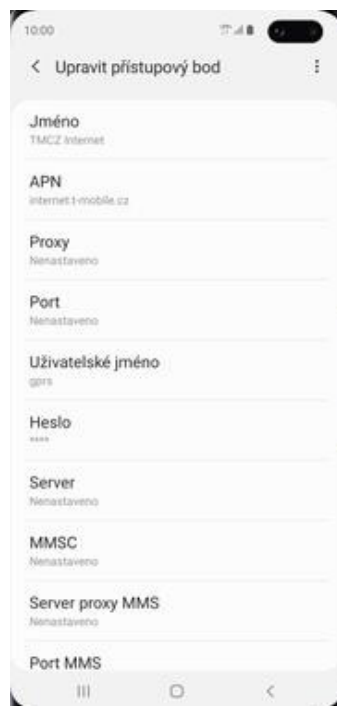 10:00
Upravit přístupový bod
Jméno
TMCZ Internet
APN
internet.t-mobile.cz
Proxy
Nenastaveno
Port
Nenastaveno
Uživatelské jméno
gprs
Heslo
****
Server
Nenastaveno
MMSC
Nenastaveno
Server proxy MMS
Nenastaveno
Port MMS